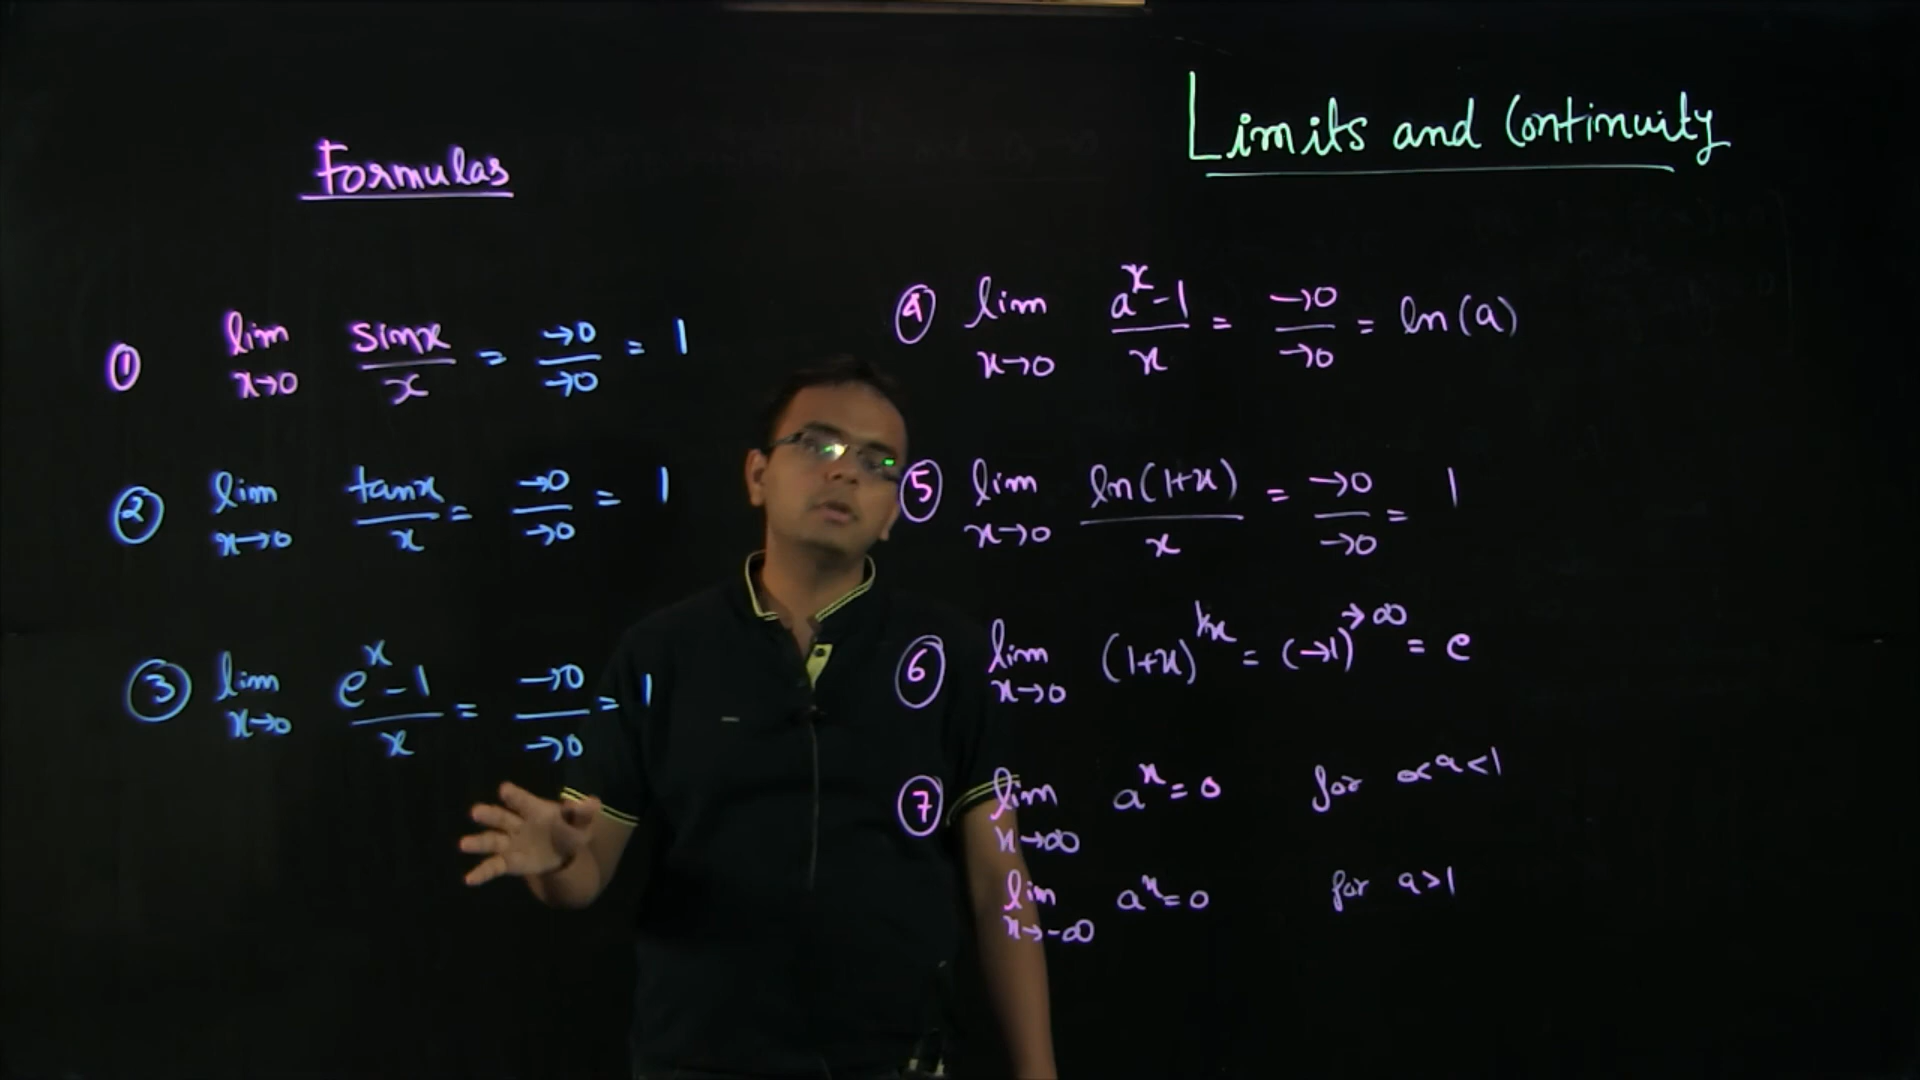 Limits and Continuity
Formulas
① lim x→0 sinx/x = →0/→0 = 1
② lim x→0 tanx/x = →0/→0 = 1
③ lim x→0 e^x-1/x = →0/→0 = 1
④ lim x→0 a^x-1/x = →0/→0 = ln(a)
⑤ lim x→0 ln(1+x)/x = →0/→0 = 1
⑥ lim x→0 (1+x)^1/x = (→1)^→∞ = e
⑦ lim x→∞ a^x = 0 for 0<a<1
lim x→-∞ a^x = 0 for a>1